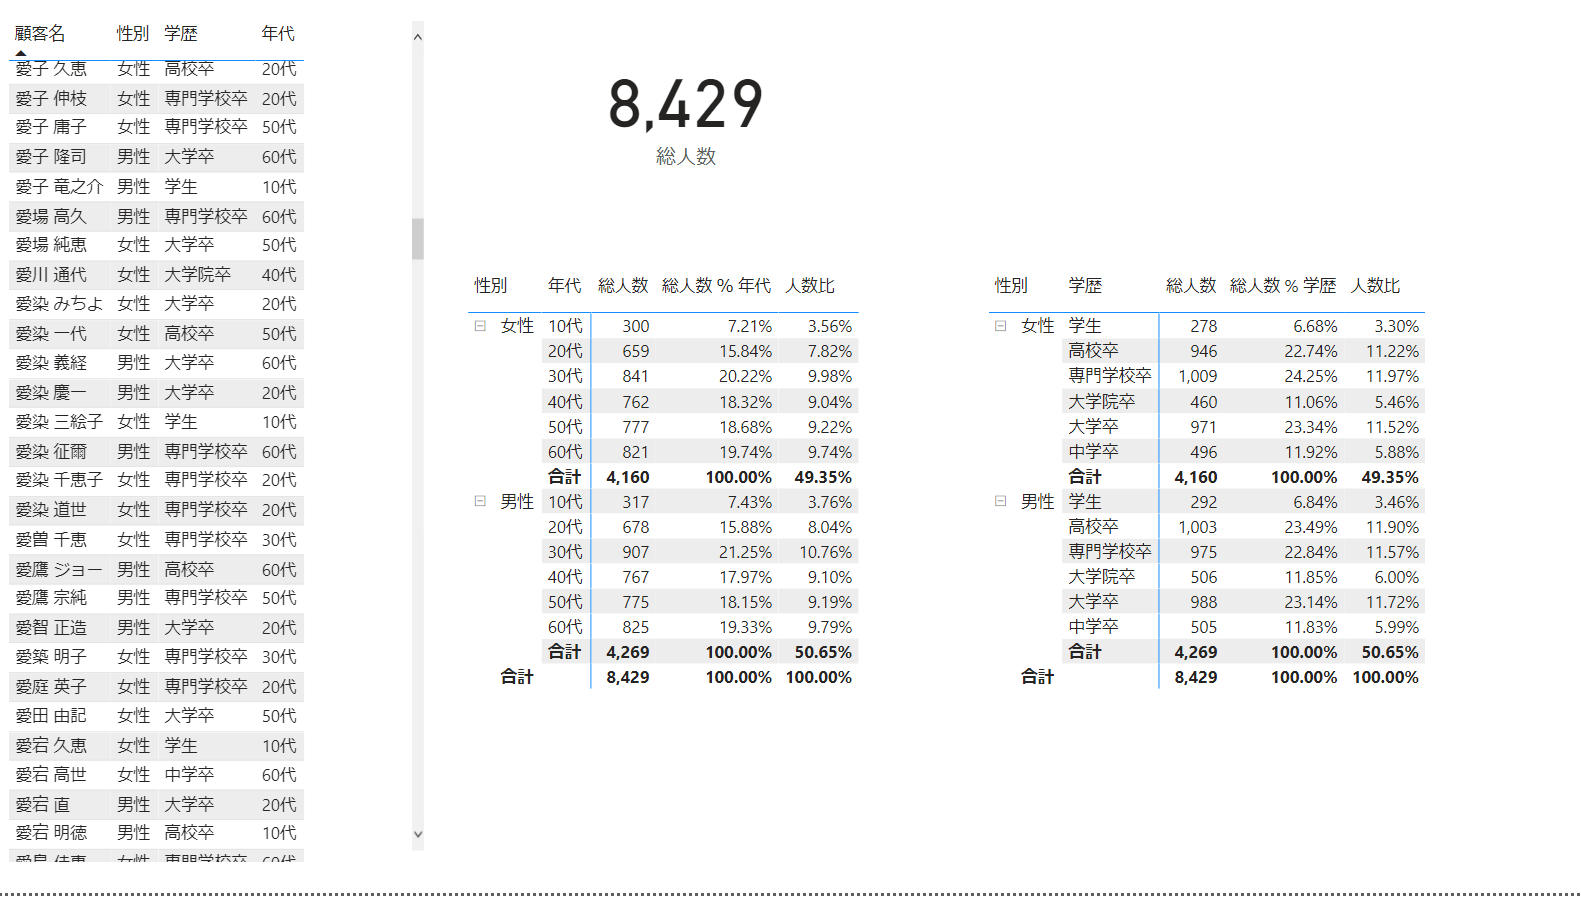 顧客名 性別 学歴 年代
愛子 久恵 女性 高校卒 20代
愛子 伸枝 女性 専門学校卒 20代
愛子 庸子 女性 専門学校卒 50代
愛子 隆司 男性 大学卒 60代
愛子 竜之介 男性 学生 10代
愛場 高久 男性 専門学校卒 60代
愛場 純恵 女性 大学卒 50代
愛川 通代 女性 大学院卒 40代
愛染 みちよ 女性 大学卒 20代
愛染 一代 女性 高校卒 50代
愛染 義経 男性 大学卒 60代
愛染 慶一 男性 大学卒 20代
愛染 三絵子 女性 学生 10代
愛染 征爾 男性 専門学校卒 60代
愛染 千恵子 女性 専門学校卒 20代
愛染 道世 女性 専門学校卒 20代
愛曽 千恵 女性 専門学校卒 30代
愛鷹 ジョー 男性 高校卒 60代
愛鷹 宗純 男性 専門学校卒 50代
愛智 正造 男性 大学卒 20代
愛築 明子 女性 専門学校卒 30代
愛庭 英子 女性 専門学校卒 20代
愛田 由記 女性 大学卒 50代
愛宕 久恵 女性 学生 10代
愛宕 高世 女性 中学卒 60代
愛宕 直 男性 大学卒 20代
愛宕 明徳 男性 高校卒 10代
8,429
総人数
性別 年代 総人数 総人数 % 年代 人数比
女性 10代 300 7.21% 3.56%
20代 659 15.84% 7.82%
30代 841 20.22% 9.98%
40代 762 18.32% 9.04%
50代 777 18.68% 9.22%
60代 821 19.74% 9.74%
合計 4,160 100.00% 49.35%
男性 10代 317 7.43% 3.76%
20代 678 15.88% 8.04%
30代 907 21.25% 10.76%
40代 767 17.97% 9.10%
50代 775 18.15% 9.19%
60代 825 19.33% 9.79%
合計 4,269 100.00% 50.65%
合計 8,429 100.00% 100.00%
性別 学歴 総人数 総人数 % 学歴 人数比
女性 学生 278 6.68% 3.30%
高校卒 946 22.74% 11.22%
専門学校卒 1,009 24.25% 11.97%
大学院卒 460 11.06% 5.46%
大学卒 971 23.34% 11.52%
中学卒 496 11.92% 5.88%
合計 4,160 100.00% 49.35%
男性 学生 292 6.84% 3.46%
高校卒 1,003 23.49% 11.90%
専門学校卒 975 22.84% 11.57%
大学院卒 506 11.85% 6.00%
大学卒 988 23.14% 11.72%
中学卒 505 11.83% 5.99%
合計 4,269 100.00% 50.65%
合計 8,429 100.00% 100.00%